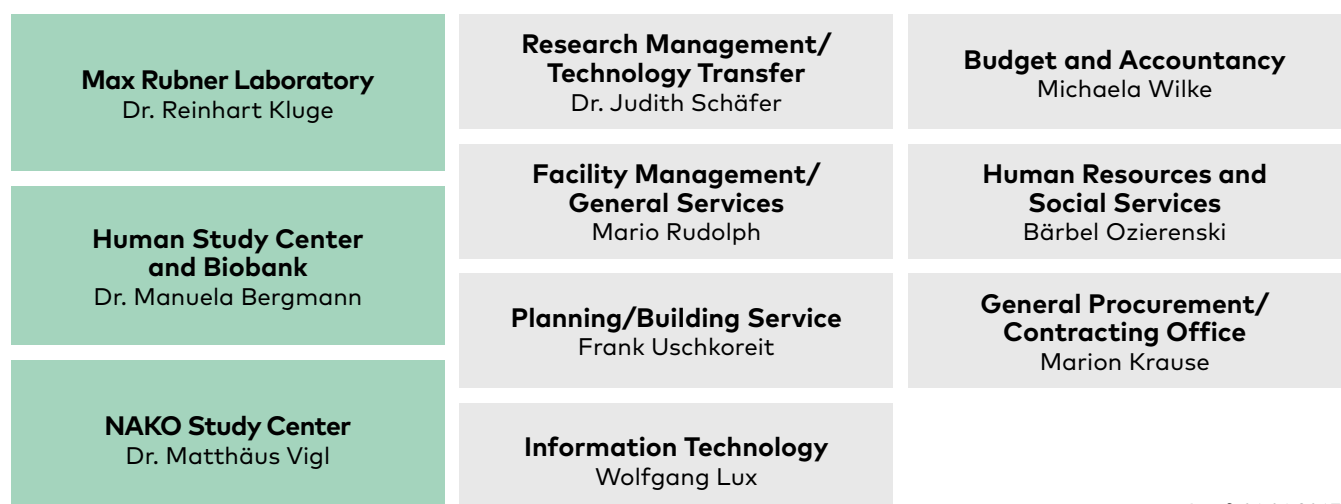 Max Rubner Laboratory
Dr. Reinhart Kluge
Human Study Center
and Biobank
Dr. Manuela Bergmann
NAKO Study Center
Dr. Matthäus Vigl
Research Management/
Technology Transfer
Dr. Judith Schäfer
Facility Management/
General Services
Mario Rudolph
Planning/Building Service
Frank Uschkoreit
Information Technology
Wolfgang Lux
Budget and Accountancy
Michaela Wilke
Human Resources and
Social Services
Bärbel Ozierenski
General Procurement/
Contracting Office
Marion Krause